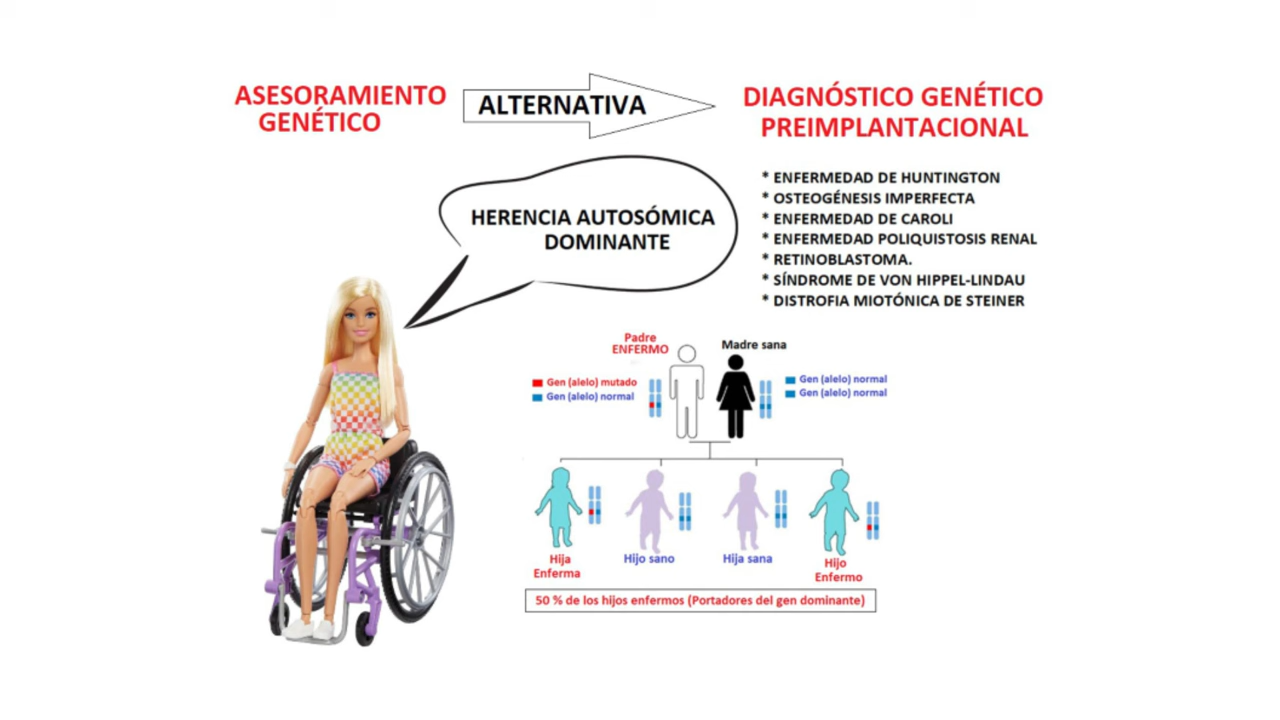 ASESORAMIENTO
GENÉTICO
ALTERNATIVA
DIAGNÓSTICO GENÉTICO
PREIMPLANTACIONAL
HERENCIA AUTOSÓMICA
DOMINANTE
* ENFERMEDAD DE HUNTINGTON
* OSTEOGÉNESIS IMPERFECTA
* ENFERMEDAD DE CAROLI
* ENFERMEDAD POLIQUISTOSIS RENAL
* RETINOBLASTOMA.
* SÍNDROME DE VON HIPPEL-LINDAU
* DISTROFIA MIOTÓNICA DE STEINER
Padre
ENFERMO
Madre sana
Gen (alelo) mutado
Gen (alelo) normal
Gen (alelo) normal
Gen (alelo) normal
Hija
Enferma
Hijo sano
Hija sana
Hijo
Enfermo
50 % de los hijos enfermos (Portadores del gen dominante)